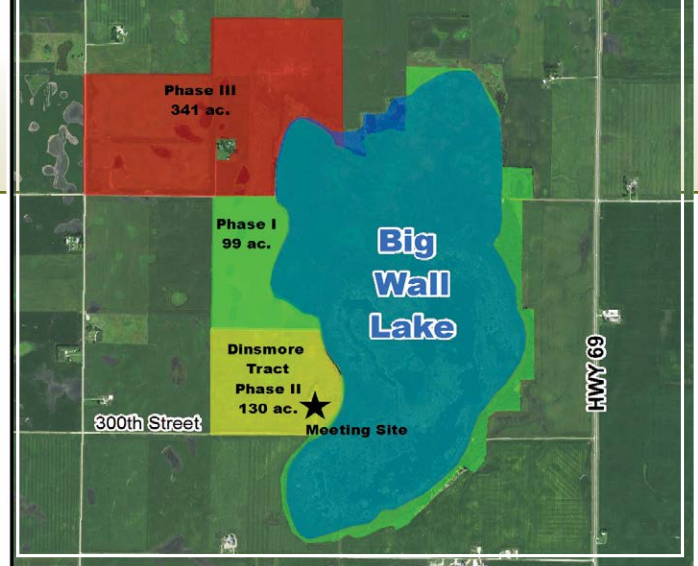 Phase III
341 ac.
Phase I
99 ac.
Big
Wall
Lake
Dinsmore
Tract
Phase II
130 ac.
HWY 69
300th Street
Meeting Site